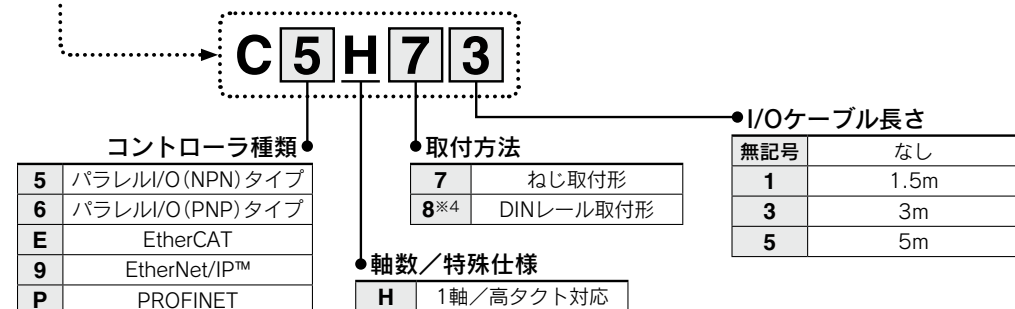 C5H73
コントローラ種類
5 パラレルI/O(NPN)タイプ
6 パラレルI/O(PNP)タイプ
E EtherCAT
9 EtherNet/IP™
P PROFINET
取付方法
7 ねじ取付形
8※4 DINレール取付形
軸数／特殊仕様
H 1軸／高タクト対応
I/Oケーブル長さ
無記号 なし
1 1.5m
3 3m
5 5m